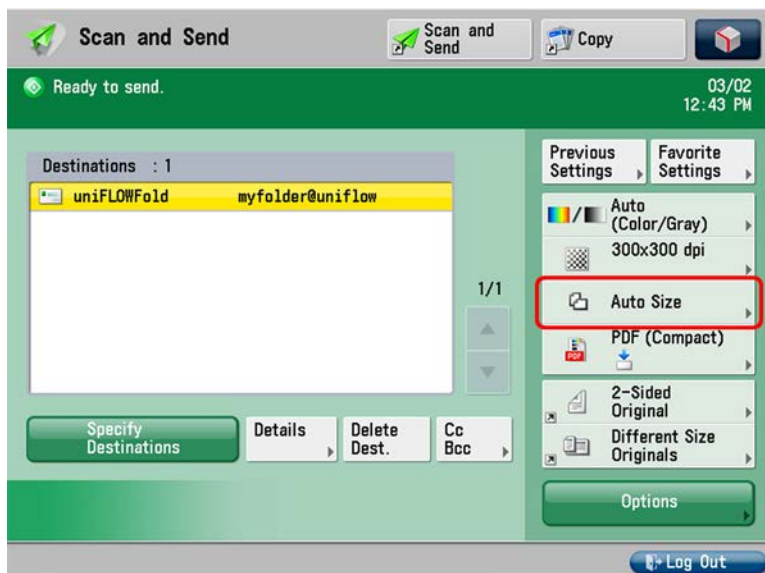 Scan and Send
Scan and
Send
Copy
Ready to send.
03/02
12:43 PM
Destinations : 1
uniFLOWFold myfolder@uniflow
1/1
Specify
Destinations
Details
Delete
Dest.
Cc
Bcc
Previous
Settings
Favorite
Settings
Auto
(Color/Gray)
300x300 dpi
Auto Size
PDF
PDF (Compact)
2-Sided
Original
Different Size
Originals
Options
Log Out